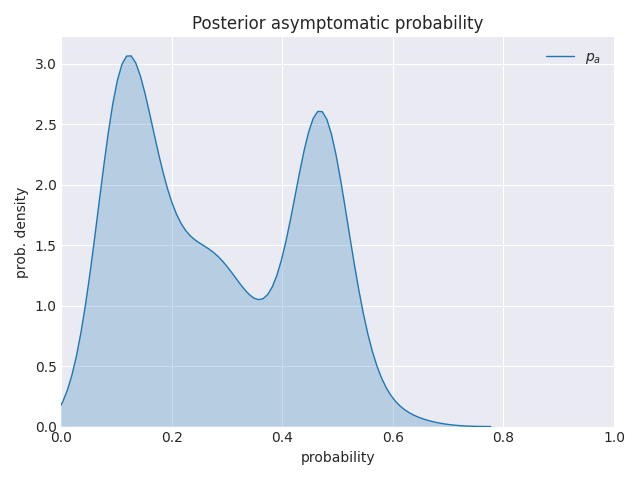 Posterior asymptomatic probability
pₐ
3.0
2.5
2.0
1.5
1.0
0.5
0.0
prob. density
0.0 0.2 0.4 0.6 0.8 1.0
probability